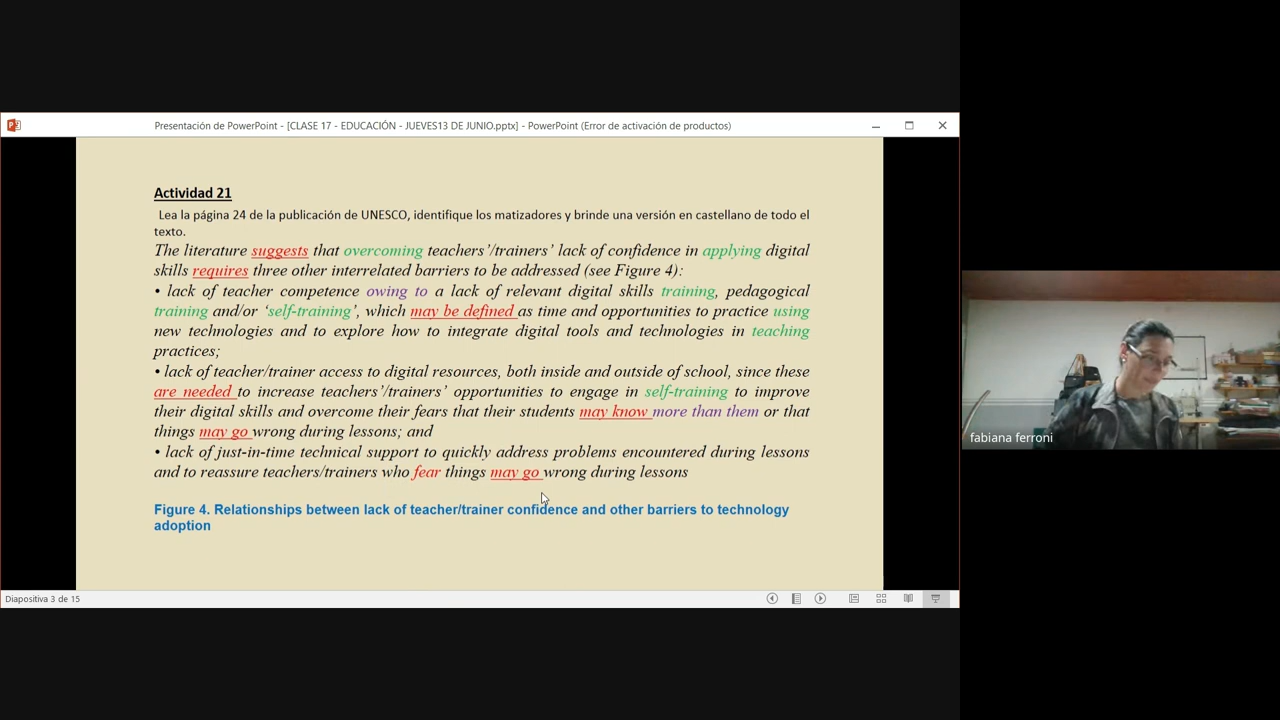 Presentación de PowerPoint - [CLASE 17 - EDUCACIÓN - JUEVES13 DE JUNIO.pptx] - PowerPoint (Error de activación de productos)
Actividad 21
Lea la página 24 de la publicación de UNESCO, identifique los matizadores y brinde una versión en castellano de todo el
texto.
The literature suggests that overcoming teachers’/trainers’ lack of confidence in applying digital
skills requires three other interrelated barriers to be addressed (see Figure 4):
• lack of teacher competence owing to a lack of relevant digital skills training, pedagogical
training and/or ‘self-training’, which may be defined as time and opportunities to practice using
new technologies and to explore how to integrate digital tools and technologies in teaching
practices;
• lack of teacher/trainer access to digital resources, both inside and outside of school, since these
are needed to increase teachers’/trainers’ opportunities to engage in self-training to improve
their digital skills and overcome their fears that their students may know more than them or that
things may go wrong during lessons; and
• lack of just-in-time technical support to quickly address problems encountered during lessons
and to reassure teachers/trainers who fear things may go wrong during lessons
Figure 4. Relationships between lack of teacher/trainer confidence and other barriers to technology
adoption
fabiana ferroni
Diapositiva 3 de 15